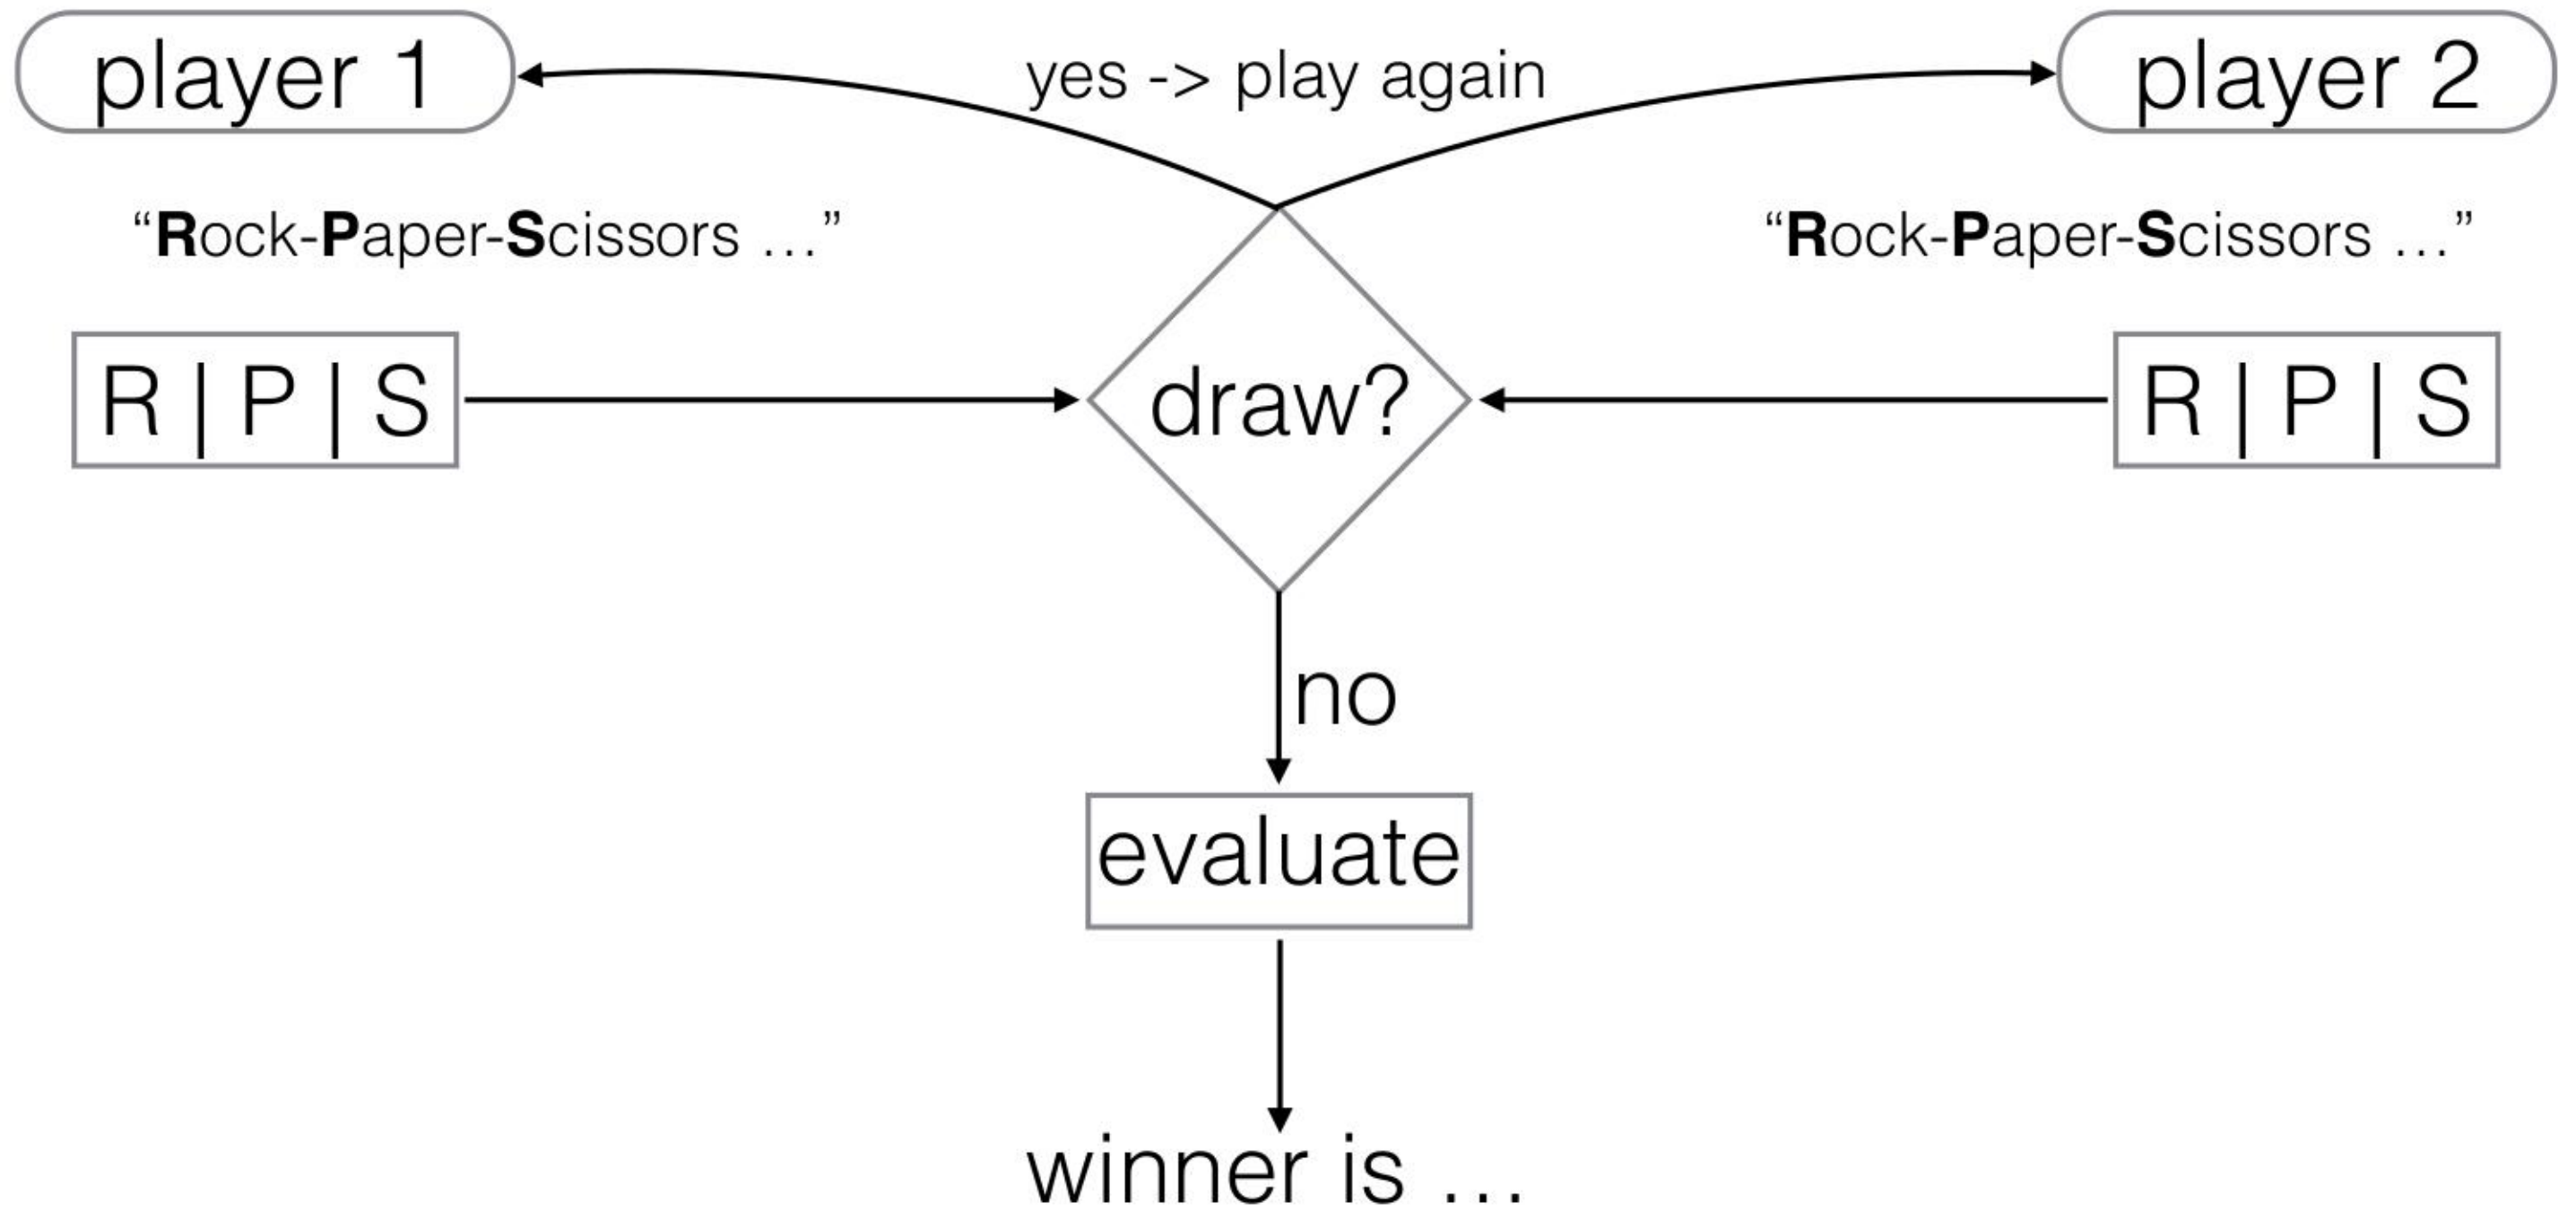 player 1
yes -> play again
player 2
“Rock-Paper-Scissors ...”
“Rock-Paper-Scissors ...”
R | P | S
draw?
R | P | S
no
evaluate
winner is ...